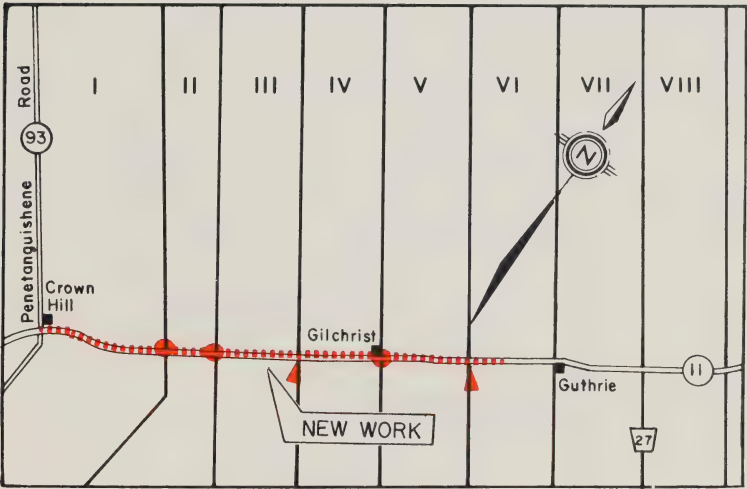 I
II
III
IV
V
VI
VII
VIII
Penetanguishene Road
93
N
Crown
Hill
Gilchrist
Guthrie
11
NEW WORK
27